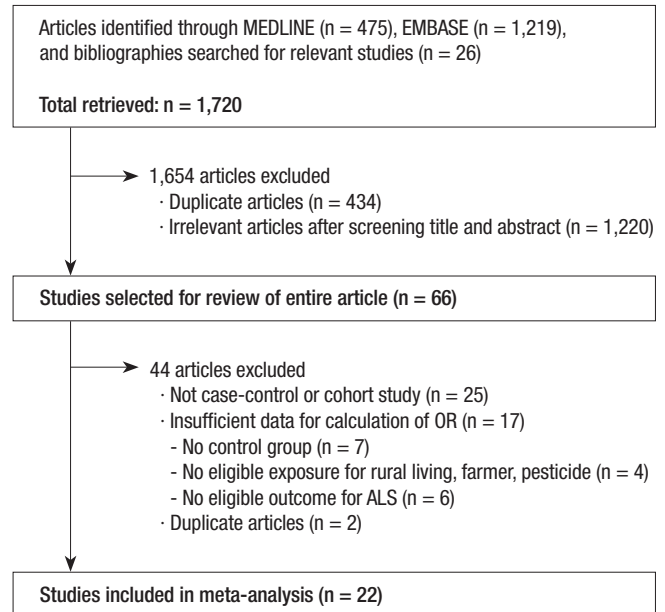 Articles identified through MEDLINE (n = 475), EMBASE (n = 1,219),
and bibliographies searched for relevant studies (n = 26)
Total retrieved: n = 1,720
1,654 articles excluded
· Duplicate articles (n = 434)
· Irrelevant articles after screening title and abstract (n = 1,220)
Studies selected for review of entire article (n = 66)
44 articles excluded
· Not case-control or cohort study (n = 25)
· Insufficient data for calculation of OR (n = 17)
- No control group (n = 7)
- No eligible exposure for rural living, farmer, pesticide (n = 4)
- No eligible outcome for ALS (n = 6)
· Duplicate articles (n = 2)
Studies included in meta-analysis (n = 22)